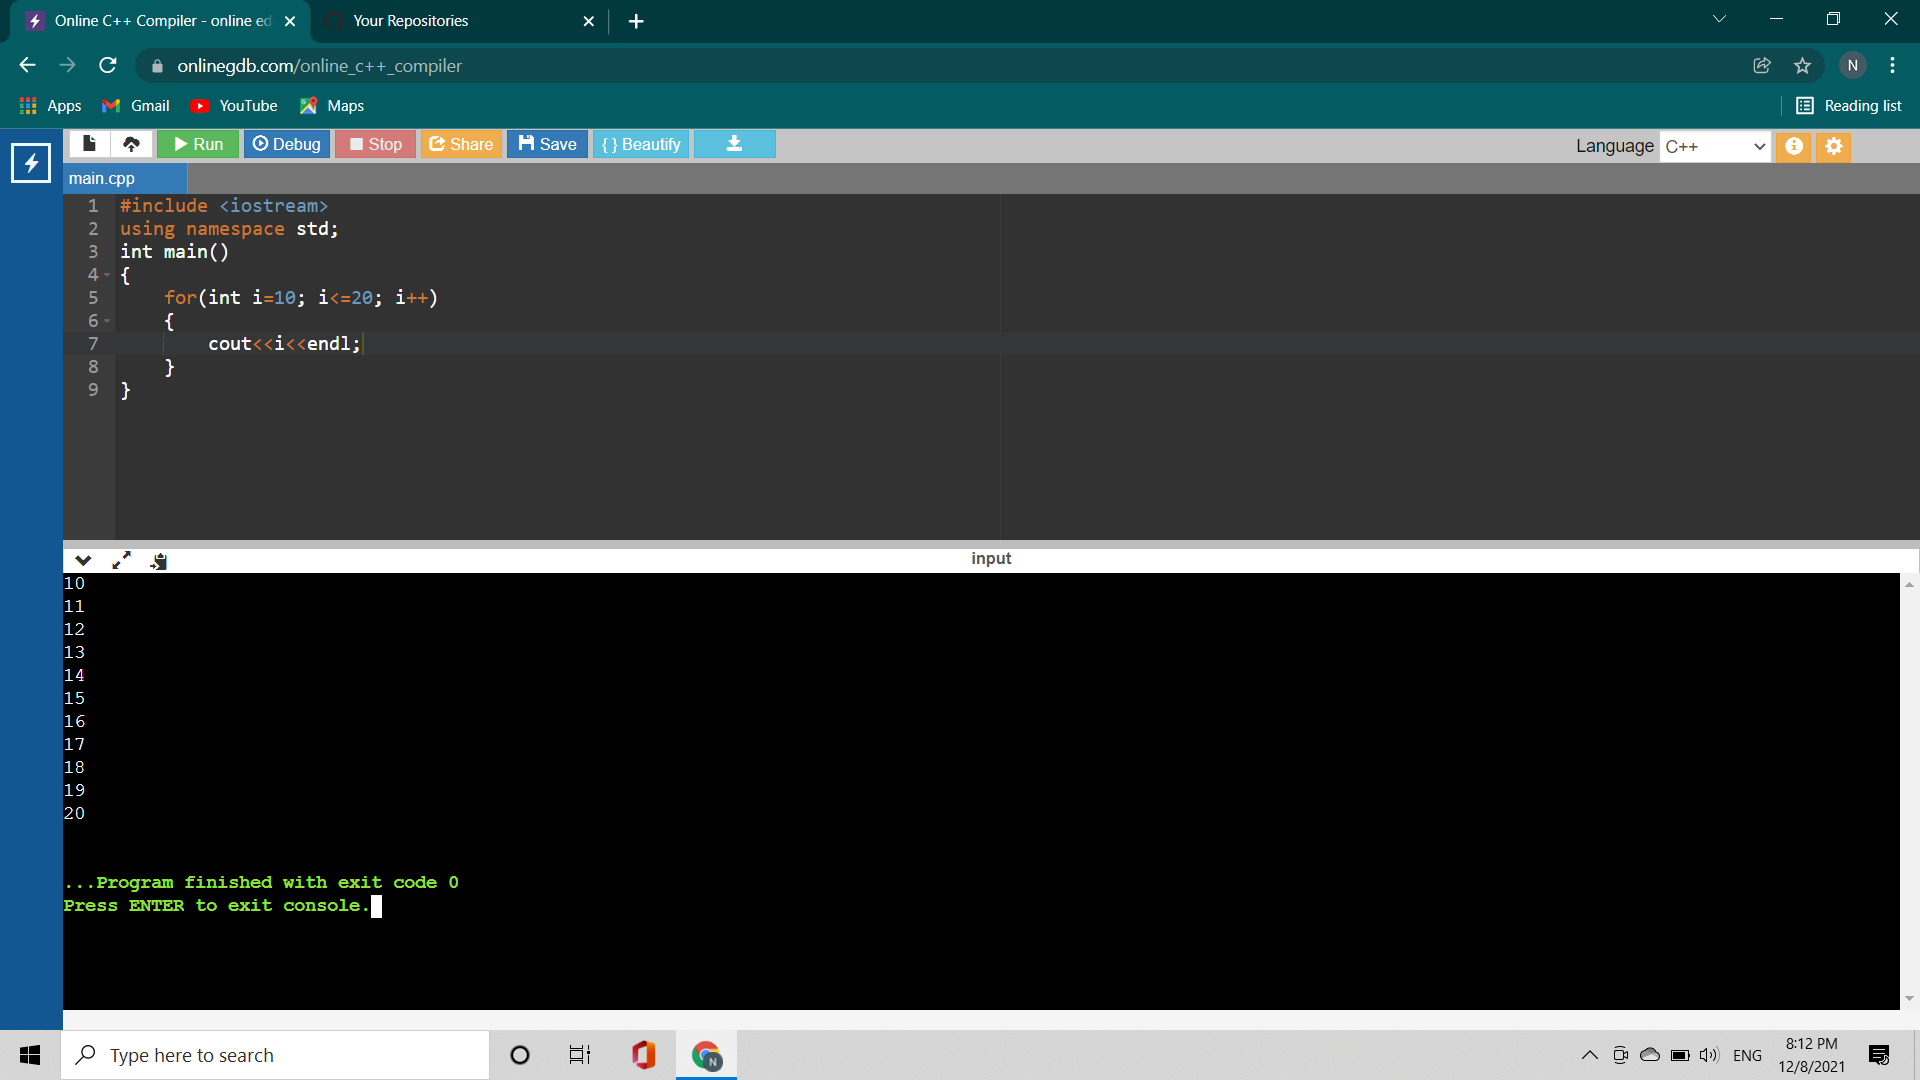 Online C++ Compiler - online ed
Your Repositories
onlinegdb.com/online_c++_compiler
N
Apps
Gmail
YouTube
Maps
Reading list
Run
Debug
Stop
Share
Save
{ } Beautify
Language
C++
main.cpp
1 #include <iostream>
2 using namespace std;
3 int main()
4 {
5     for(int i=10; i<=20; i++)
6     {
7         cout<<i<<endl;
8     }
9 }
input
10
11
12
13
14
15
16
17
18
19
20
...Program finished with exit code 0
Press ENTER to exit console.
Type here to search
N
ENG
8:12 PM
12/8/2021